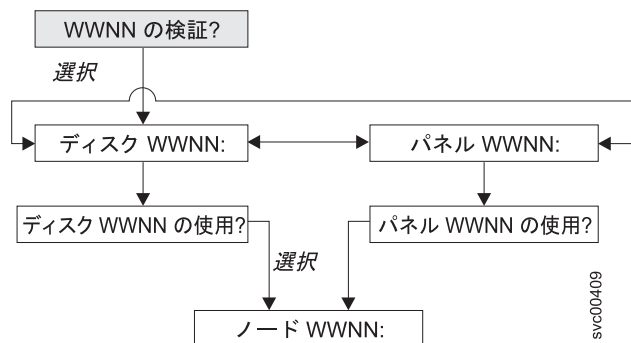 WWNN の検証?
選択
ディスク WWNN:
パネル WWNN:
ディスク WWNN の使用?
パネル WWNN の使用?
選択
ノード WWNN:
svc00409